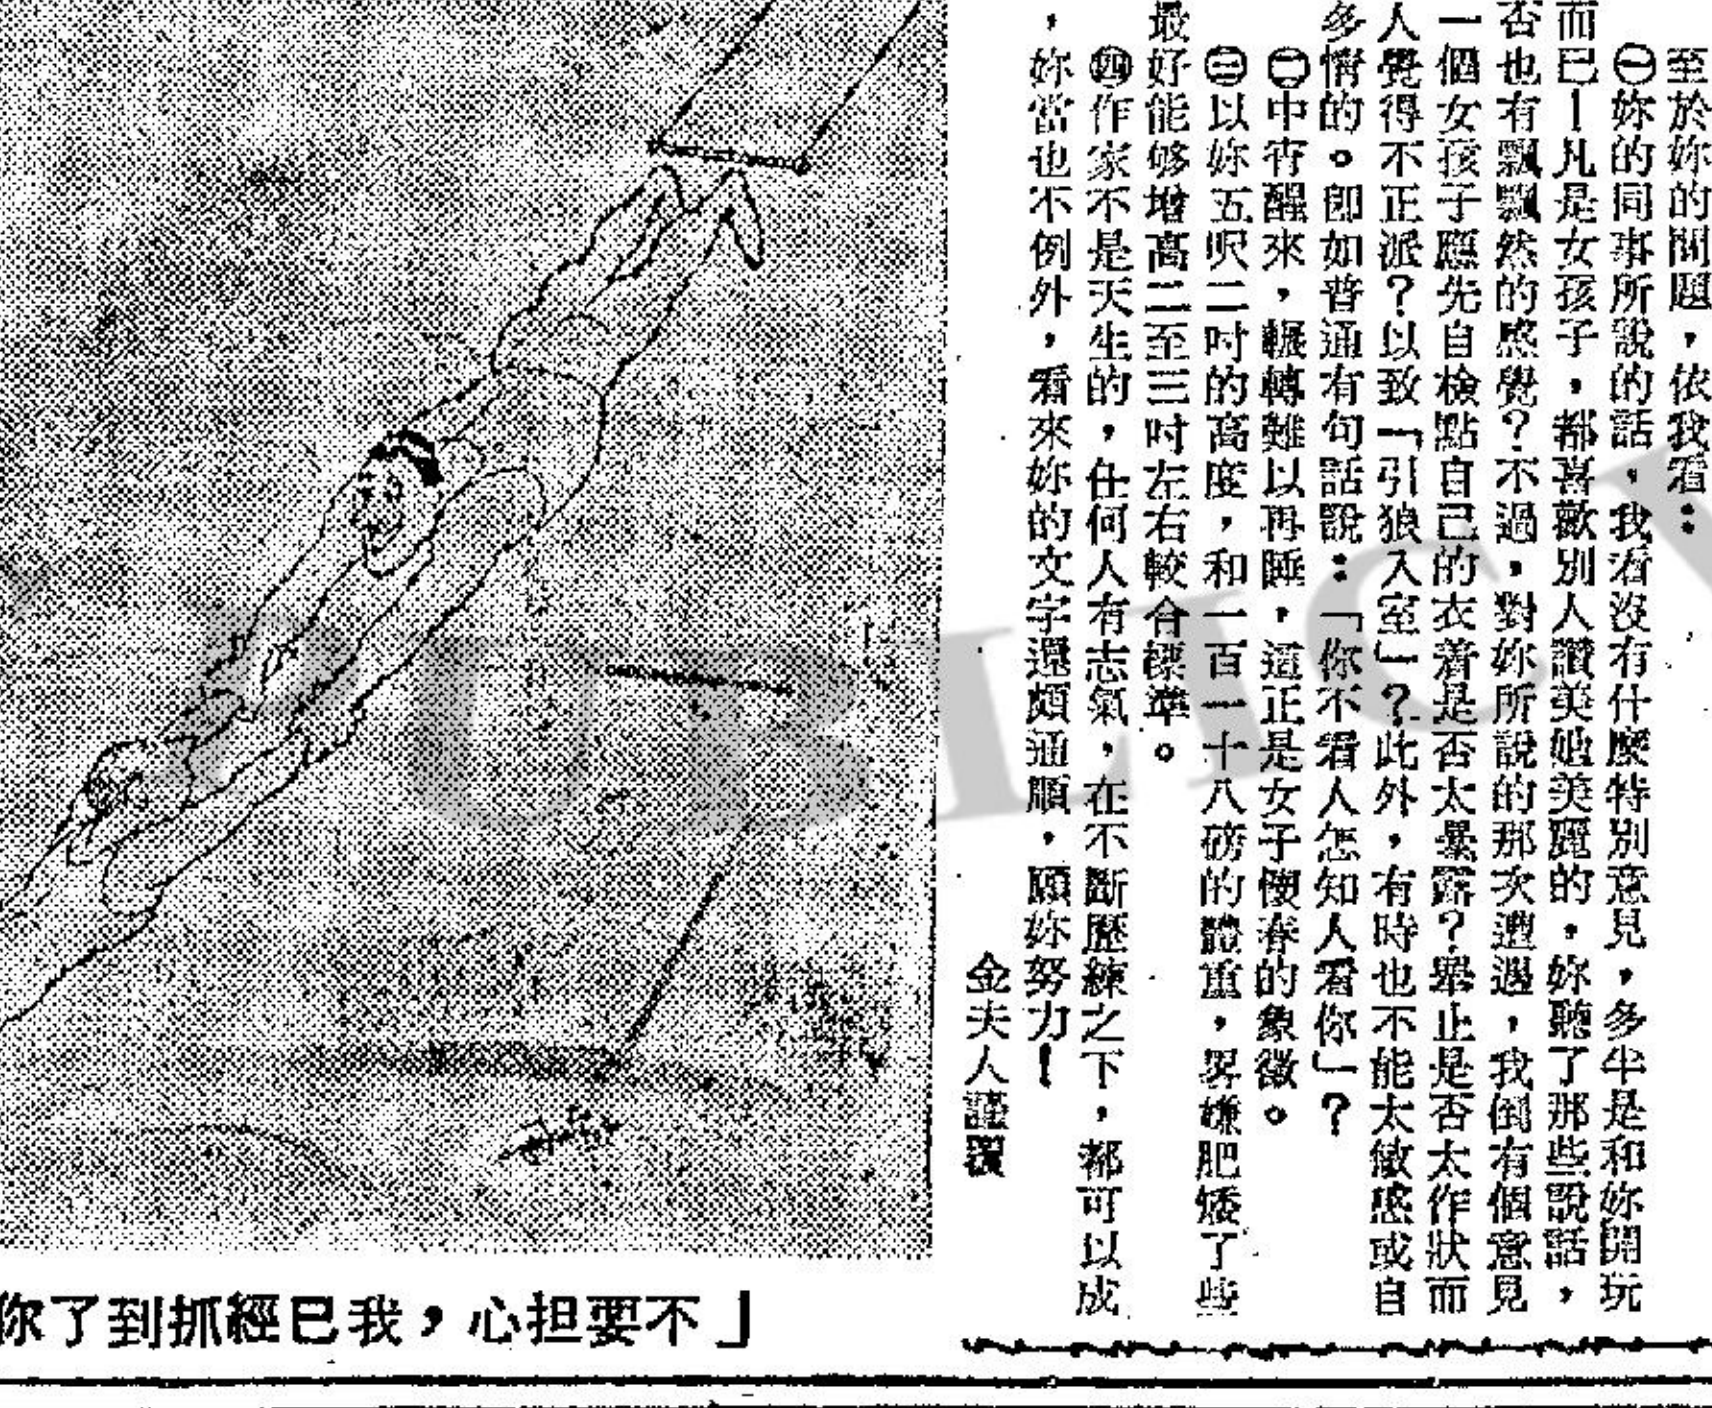 至於妳的問題，依我看：
㊀妳的同事所說的話，我看沒有什麼特別意見，多半是和妳開玩
而已—凡是女孩子，都喜歡別人讚美她美麗的，妳聽了那些說話，
否也有飄飄然的感覺？不過，對妳所說的那次遭遇，我倒有個意見
一個女孩子應先自檢點自己的衣着是否太暴露？舉止是否太作狀而
人覺得不正派？以致「引狼入室」？此外，有時也不能太敏感或自
多情的。卽如普通有句話說：「你不看人怎知人看你」？
㊁中宵醒來，輾轉難以再睡，這正是女子懷春的象徵。
㊂以妳五呎二吋的高度，和一百一十八磅的體重，畧嫌肥矮了些
最好能够增高二至三吋左右較合標準。
㊃作家不是天生的，任何人有志氣，在不斷歷練之下，都可以成
，妳當也不例外，看來妳的文字還頗通順，願妳努力！
金夫人謹覆
「不要担心，我已經抓到了你
PUBLIC